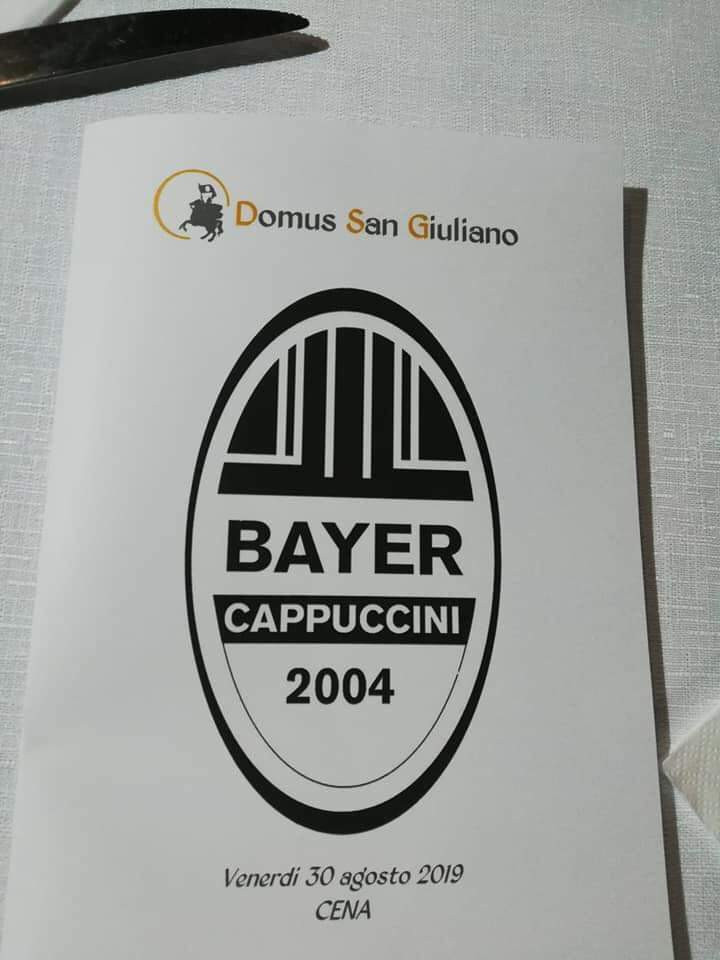 Domus San Giuliano
BAYER
CAPPUCCINI
2004
Venerdì 30 agosto 2019
CENA